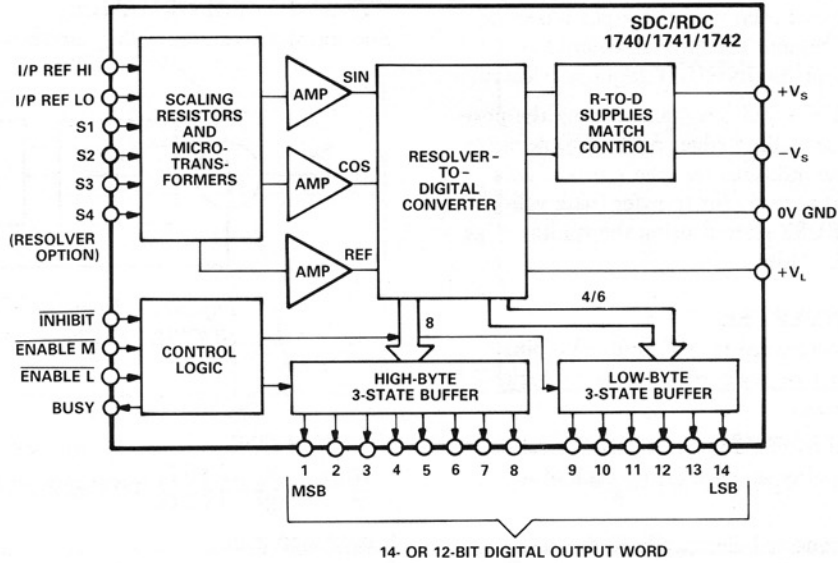 SDC/RDC
1740/1741/1742
I/P REF HI
I/P REF LO
S1
S2
S3
S4
(RESOLVER
OPTION)
SCALING
RESISTORS
AND
MICRO-
TRANS-
FORMERS
AMP
SIN
AMP
COS
AMP
REF
RESOLVER–
TO–
DIGITAL
CONVERTER
R-TO-D
SUPPLIES
MATCH
CONTROL
+VS
–VS
0V GND
+VL
INHIBIT
ENABLE M
ENABLE L
BUSY
CONTROL
LOGIC
8
4/6
HIGH-BYTE
3-STATE BUFFER
LOW-BYTE
3-STATE BUFFER
1 2 3 4 5 6 7 8 9 10 11 12 13 14
MSB
LSB
14- OR 12-BIT DIGITAL OUTPUT WORD